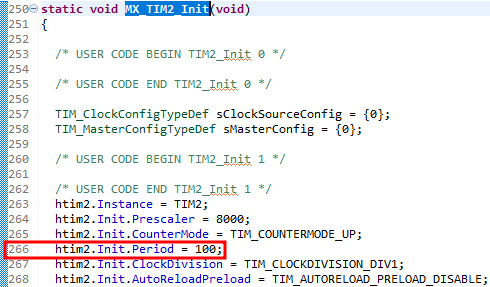 250 static void MX_TIM2_Init(void)
251 {
252
253 /* USER CODE BEGIN TIM2_Init 0 */
254
255 /* USER CODE END TIM2_Init 0 */
256
257 TIM_ClockConfigTypeDef sClockSourceConfig = {0};
258 TIM_MasterConfigTypeDef sMasterConfig = {0};
259
260 /* USER CODE BEGIN TIM2_Init 1 */
261
262 /* USER CODE END TIM2_Init 1 */
263 htim2.Instance = TIM2;
264 htim2.Init.Prescaler = 8000;
265 htim2.Init.CounterMode = TIM_COUNTERMODE_UP;
266 htim2.Init.Period = 100;
267 htim2.Init.ClockDivision = TIM_CLOCKDIVISION_DIV1;
268 htim2.Init.AutoReloadPreload = TIM_AUTORELOAD_PRELOAD_DISABLE;